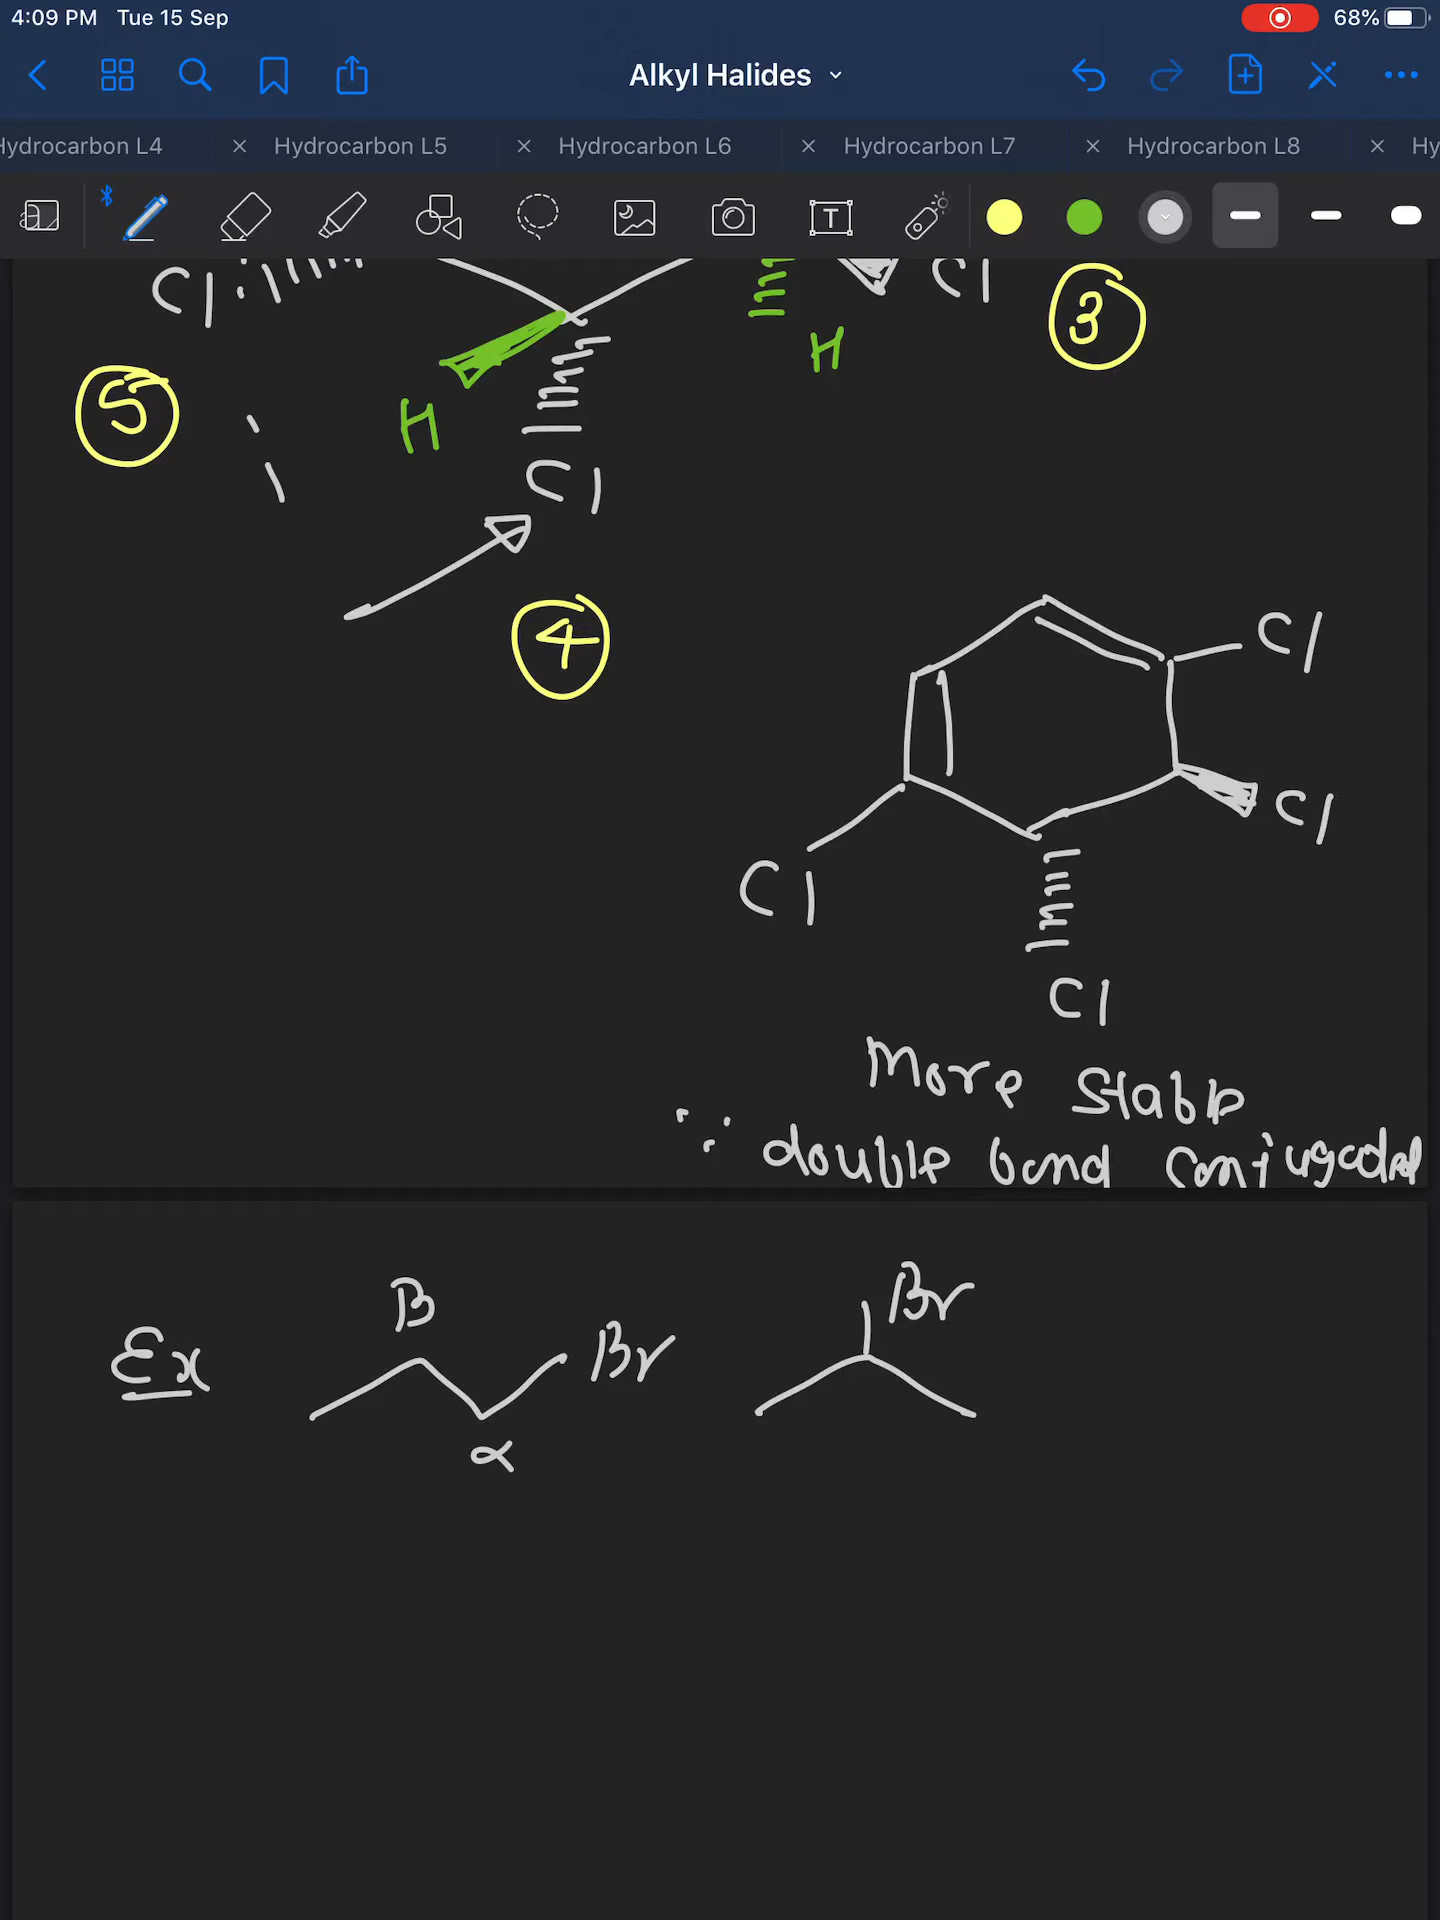 4:09 PM Tue 15 Sep 68%
Alkyl Halides
Hydrocarbon L4 × Hydrocarbon L5 × Hydrocarbon L6 × Hydrocarbon L7 × Hydrocarbon L8 × Hy
T
Cl Cl 3
H
5 H
Cl
4
Cl
Cl
Cl
Cl
More Stable
∵ double bond Conjugated
Ex B Br Br
α